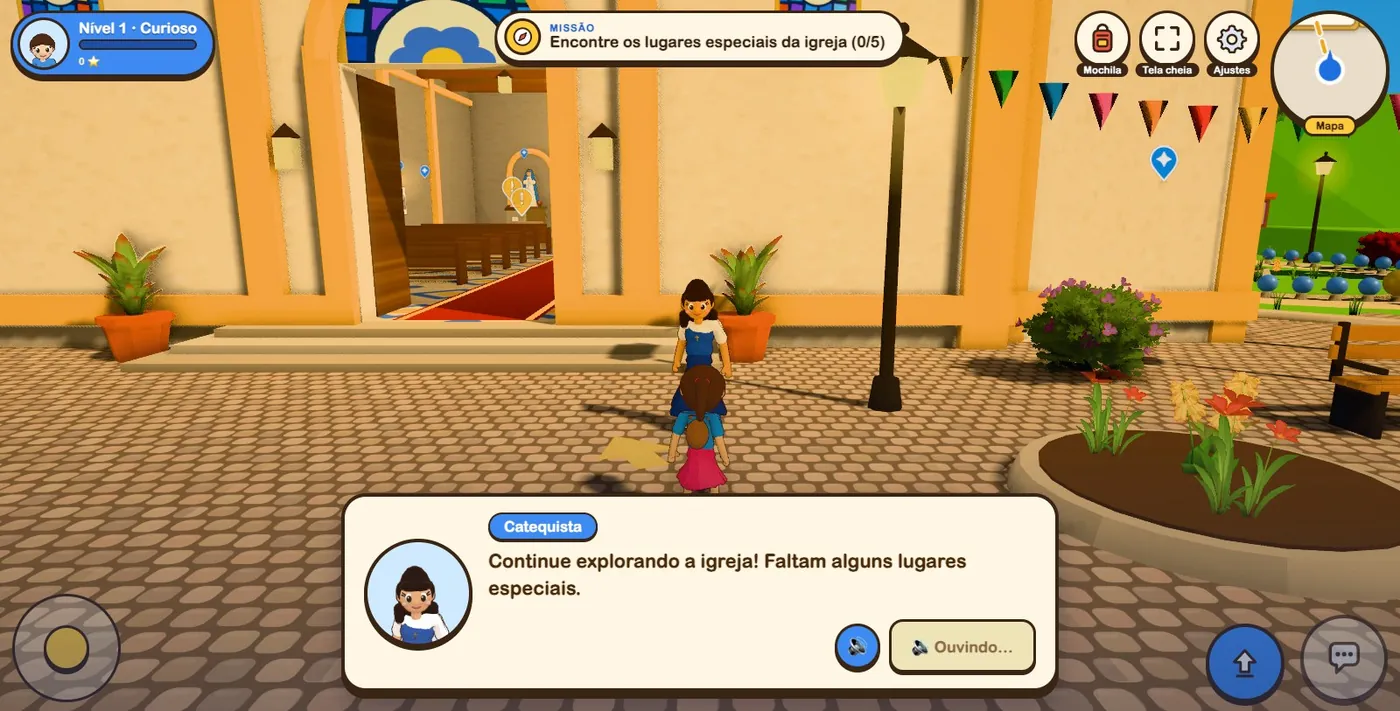 Nível 1 · Curioso
0
MISSÃO
Encontre os lugares especiais da igreja (0/5)
Mochila
Tela cheia
Ajustes
Mapa
Catequista
Continue explorando a igreja! Faltam alguns lugares
especiais.
Ouvindo...